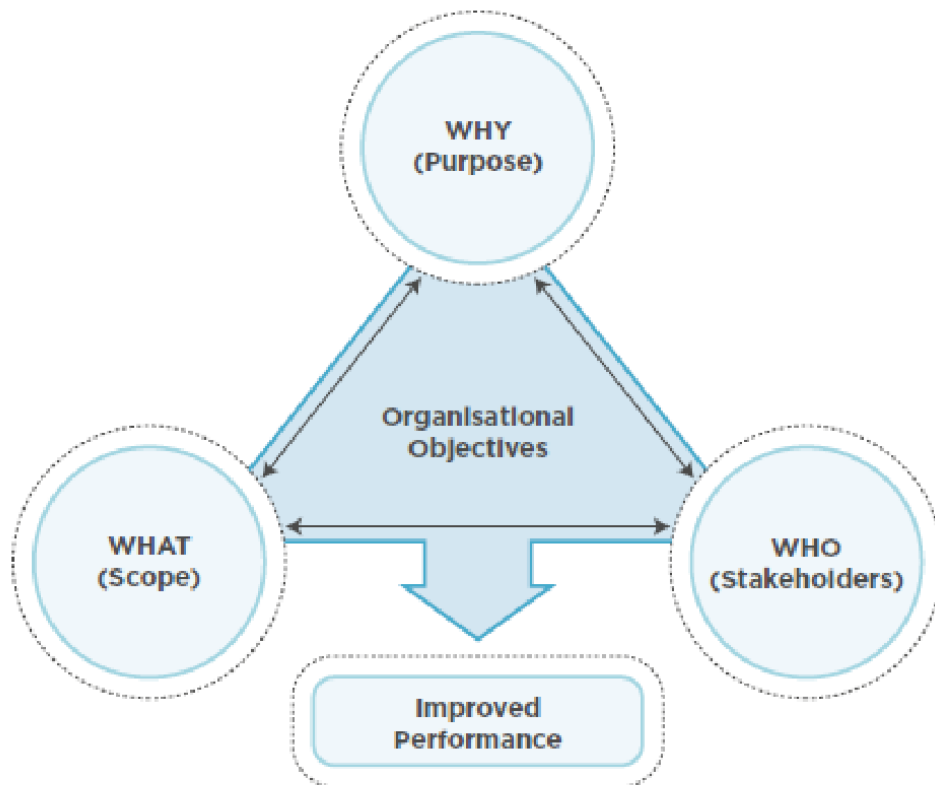 WHY
(Purpose)
Organisational
Objectives
WHAT
(Scope)
WHO
(Stakeholders)
Improved
Performance